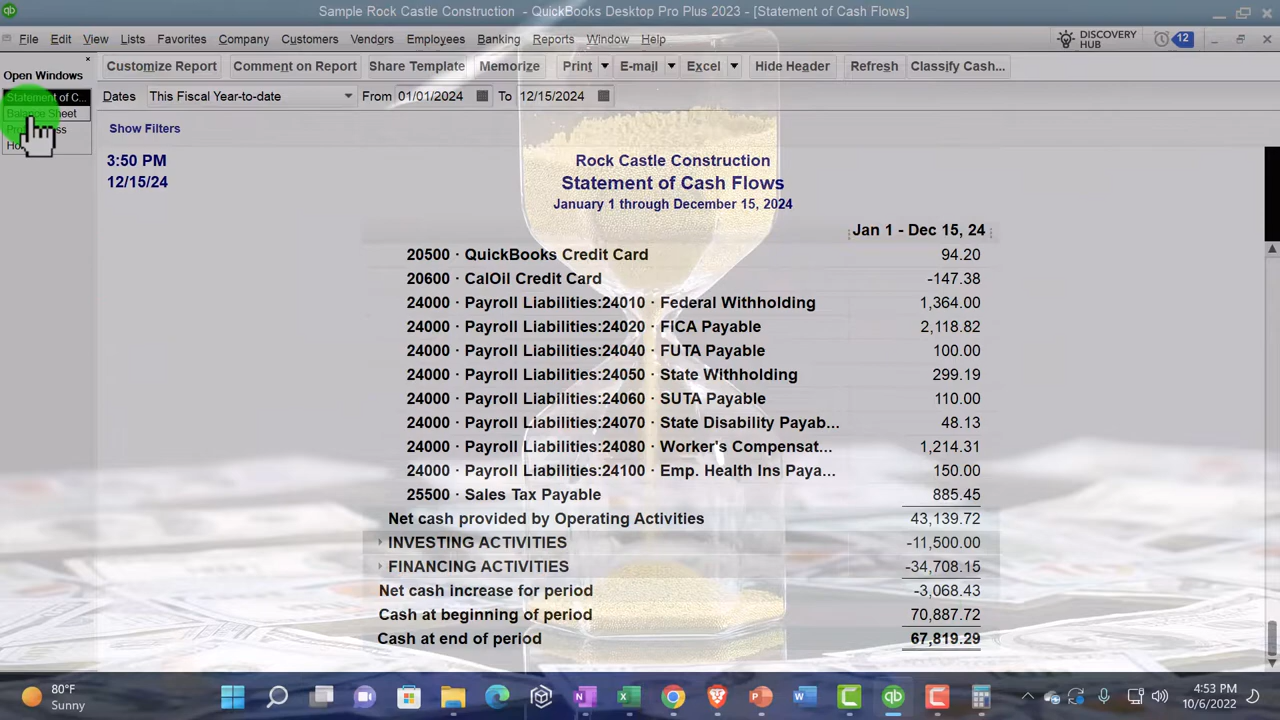 Sample Rock Castle Construction - QuickBooks Desktop Pro Plus 2023 - [Statement of Cash Flows]
File Edit View Lists Favorites Company Customers Vendors Employees Banking Reports Window Help
DISCOVERY HUB 12
Open Windows
Customize Report Comment on Report Share Template Memorize Print E-mail Excel Hide Header Refresh Classify Cash...
Statement of C...
Dates This Fiscal Year-to-date From 01/01/2024 To 12/15/2024
Balance Sheet
Show Filters
3:50 PM
12/15/24
Rock Castle Construction
Statement of Cash Flows
January 1 through December 15, 2024
Jan 1 - Dec 15, 24
20500 · QuickBooks Credit Card 94.20
20600 · CalOil Credit Card -147.38
24000 · Payroll Liabilities:24010 · Federal Withholding 1,364.00
24000 · Payroll Liabilities:24020 · FICA Payable 2,118.82
24000 · Payroll Liabilities:24040 · FUTA Payable 100.00
24000 · Payroll Liabilities:24050 · State Withholding 299.19
24000 · Payroll Liabilities:24060 · SUTA Payable 110.00
24000 · Payroll Liabilities:24070 · State Disability Payab... 48.13
24000 · Payroll Liabilities:24080 · Worker's Compensat... 1,214.31
24000 · Payroll Liabilities:24100 · Emp. Health Ins Paya... 150.00
25500 · Sales Tax Payable 885.45
Net cash provided by Operating Activities 43,139.72
INVESTING ACTIVITIES -11,500.00
FINANCING ACTIVITIES -34,708.15
Net cash increase for period -3,068.43
Cash at beginning of period 70,887.72
Cash at end of period 67,819.29
80°F
Sunny
4:53 PM
10/6/2022